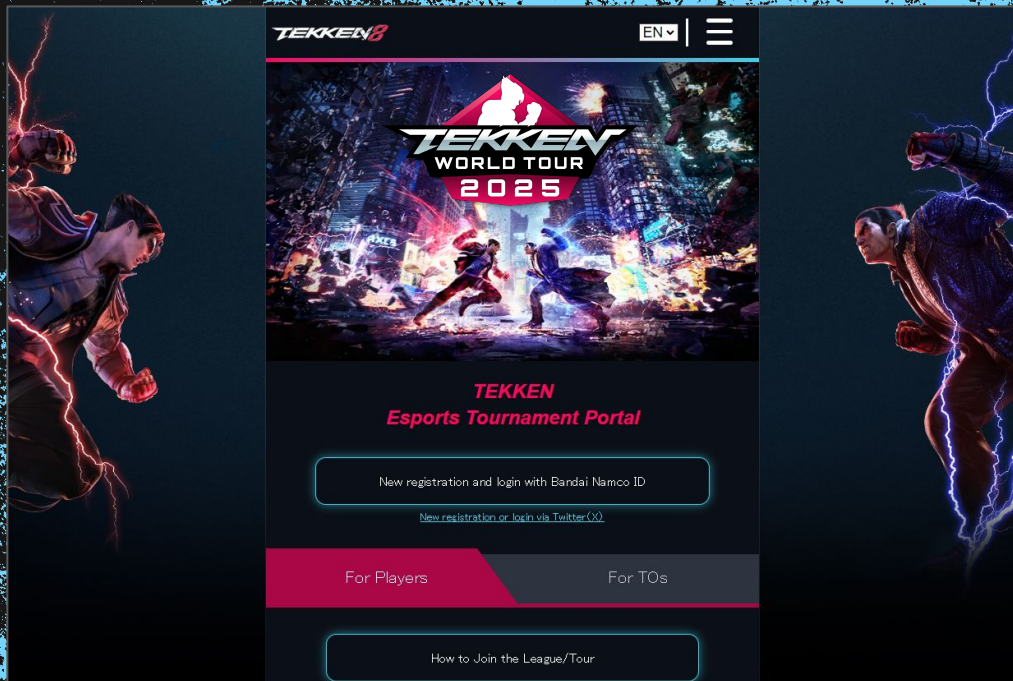 TEKKEN8
EN
TEKKEN
WORLD TOUR
2025
TEKKEN
Esports Tournament Portal
New registration and login with Bandai Namco ID
New registration or login via Twitter(X)
For Players
For TOs
How to Join the League/Tour